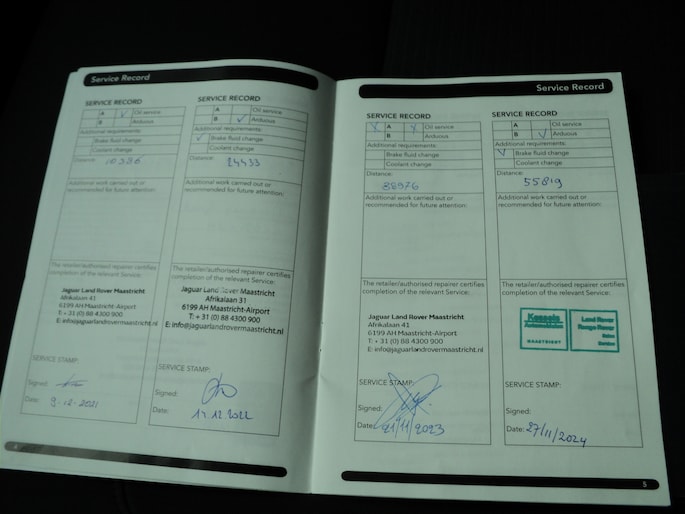 Service Record
SERVICE RECORD
A Oil service
B Arduous
Additional requirements:
Brake fluid change
Coolant change
Distance: 10386
Additional work carried out or
recommended for future attention:
The retailer/authorised repairer certifies
completion of the relevant Service:
Jaguar Land Rover Maastricht
Afrikalaan 41
6199 AH Maastricht-Airport
T: + 31 (0) 88 4300 900
E: info@jaguarlandrovermaastricht.nl
SERVICE STAMP:
Signed:
Date: 9-12-2021
4
SERVICE RECORD
A Oil service
B Arduous
Additional requirements:
Brake fluid change
Coolant change
Distance: 24433
Additional work carried out or
recommended for future attention:
The retailer/authorised repairer certifies
completion of the relevant Service:
Jaguar Land Rover Maastricht
Afrikalaan 31
6199 AH Maastricht-Airport
T: + 31 (0) 88 4300 900
E: info@jaguarlandrovermaastricht.nl
SERVICE STAMP:
Signed:
Date: 12.12.2022
Service Record
SERVICE RECORD
A Oil service
B Arduous
Additional requirements:
Brake fluid change
Coolant change
Distance:
Additional work carried out or
recommended for future attention:
The retailer/authorised repairer certifies
completion of the relevant Service:
Jaguar Land Rover Maastricht
Afrikalaan 41
6199 AH Maastricht-Airport
T: + 31 (0) 88 4300 900
E: info@jaguarlandrovermaastricht.nl
SERVICE STAMP:
Signed:
Date: 21/11/2023
SERVICE RECORD
A Oil service
B Arduous
Additional requirements:
Brake fluid change
Coolant change
Distance:
55819
Additional work carried out or
recommended for future attention:
The retailer/authorised repairer certifies
completion of the relevant Service:
Kessels
MAASTRICHT
Land Rover
Range Rover
Sales
Service
SERVICE STAMP:
Signed:
Date: 27/11/2024
5